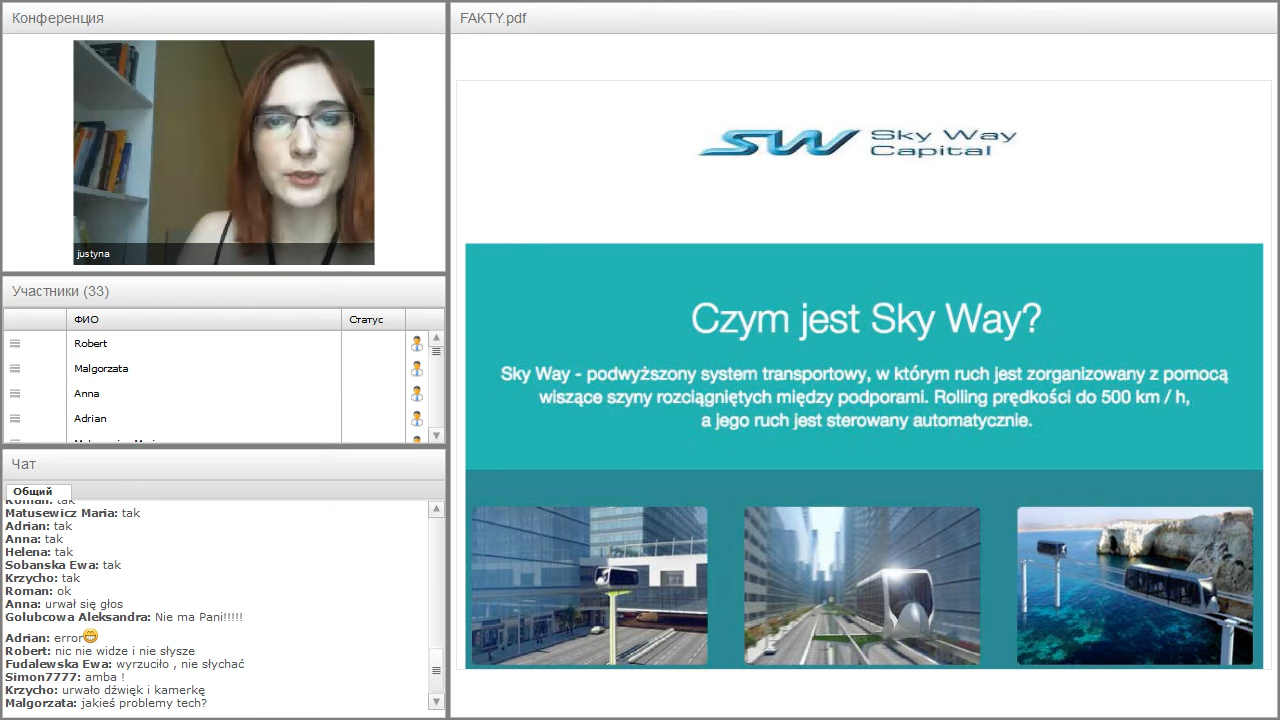 Конференция
justyna
Участники (33)
ФИО
Статус
Robert
Malgorzata
Anna
Adrian
Чат
Общий
Roman: tak
Matusewicz Maria: tak
Adrian: tak
Anna: tak
Helena: tak
Sobanska Ewa: tak
Krzycho: tak
Roman: ok
Anna: urwał się głos
Golubcowa Aleksandra: Nie ma Pani!!!!!
Adrian: error
Robert: nic nie widze i nie słysze
Fudalewska Ewa: wyrzuciło , nie słychać
Simon7777: amba !
Krzycho: urwało dźwięk i kamerkę
Malgorzata: jakieś problemy tech?
FAKTY.pdf
SW Sky Way
Capital
Czym jest Sky Way?
Sky Way - podwyższony system transportowy, w którym ruch jest zorganizowany z pomocą
wiszące szyny rozciągniętych między podporami. Rolling prędkości do 500 km / h,
a jego ruch jest sterowany automatycznie.